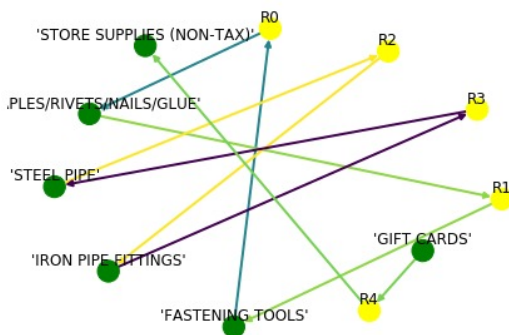 R0
'STORE SUPPLIES (NON-TAX)'
R2
R3
APLES/RIVETS/NAILS/GLUE'
'STEEL PIPE'
R1
'GIFT CARDS'
'IRON PIPE FITTINGS'
R4
'FASTENING TOOLS'